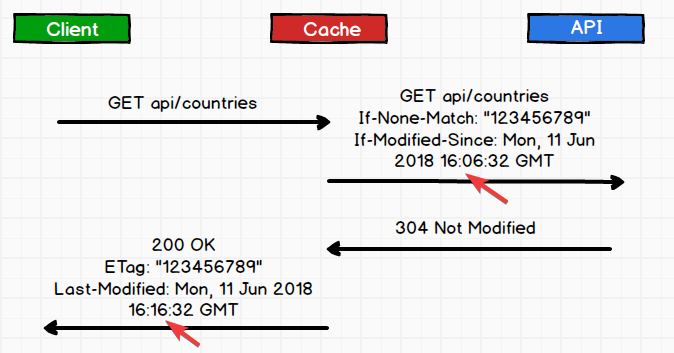 Client
Cache
API
GET api/countries
GET api/countries
If-None-Match: "123456789"
If-Modified-Since: Mon, 11 Jun
2018 16:06:32 GMT
304 Not Modified
200 OK
ETag: "123456789"
Last-Modified: Mon, 11 Jun 2018
16:16:32 GMT